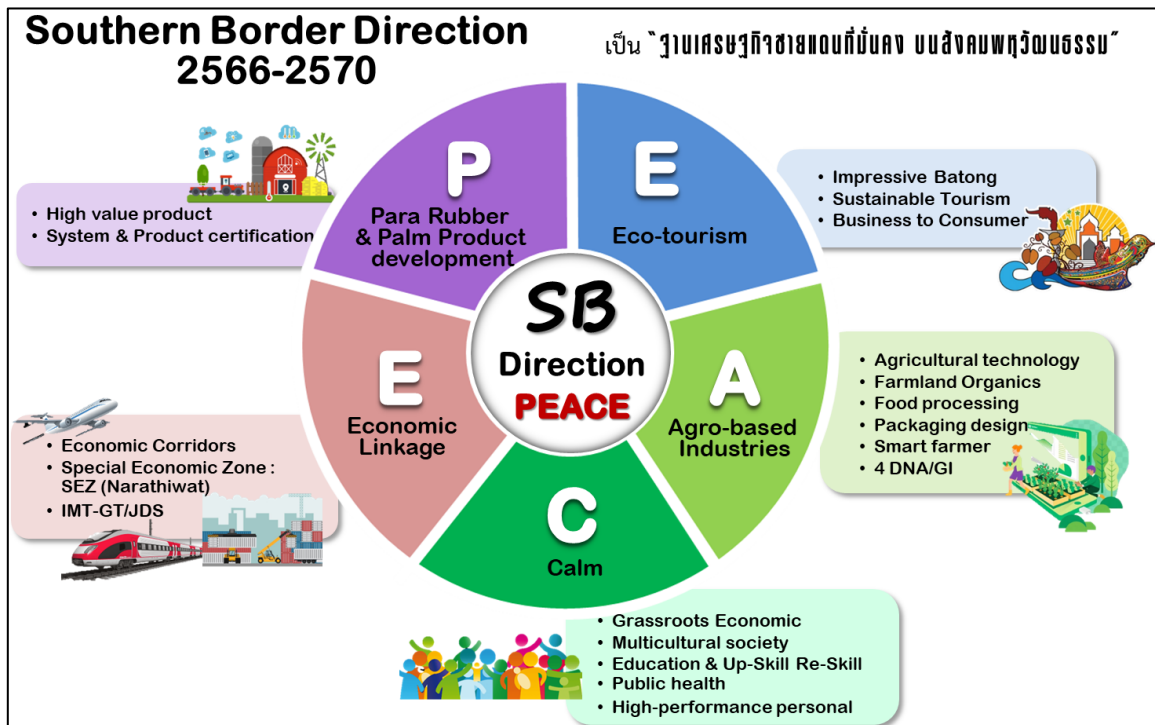 Southern Border Direction
2566-2570
เป็น “ฐานเศรษฐกิจชายแดนที่มั่นคง บนสังคมพหุวัฒนธรรม”
P
Para Rubber
& Palm Product
development
• High value product
• System & Product certification
E
Eco-tourism
• Impressive Batong
• Sustainable Tourism
• Business to Consumer
SB
Direction
PEACE
A
Agro-based
Industries
• Agricultural technology
• Farmland Organics
• Food processing
• Packaging design
• Smart farmer
• 4 DNA/GI
C
Calm
• Grassroots Economic
• Multicultural society
• Education & Up-Skill Re-Skill
• Public health
• High-performance personal
E
Economic
Linkage
• Economic Corridors
• Special Economic Zone :
SEZ (Narathiwat)
• IMT-GT/JDS